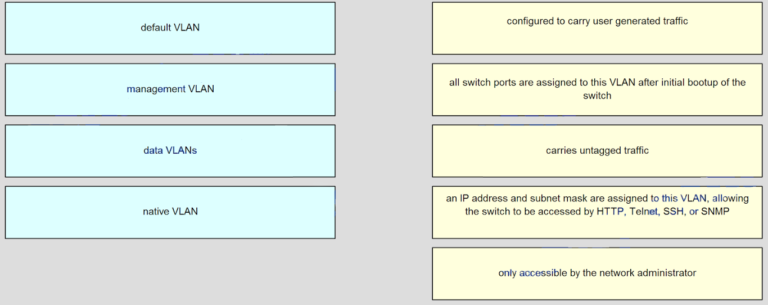 default VLAN
configured to carry user generated traffic
management VLAN
all switch ports are assigned to this VLAN after initial bootup of the
switch
data VLANs
carries untagged traffic
native VLAN
an IP address and subnet mask are assigned to this VLAN, allowing
the switch to be accessed by HTTP, Telnet, SSH, or SNMP
only accessible by the network administrator